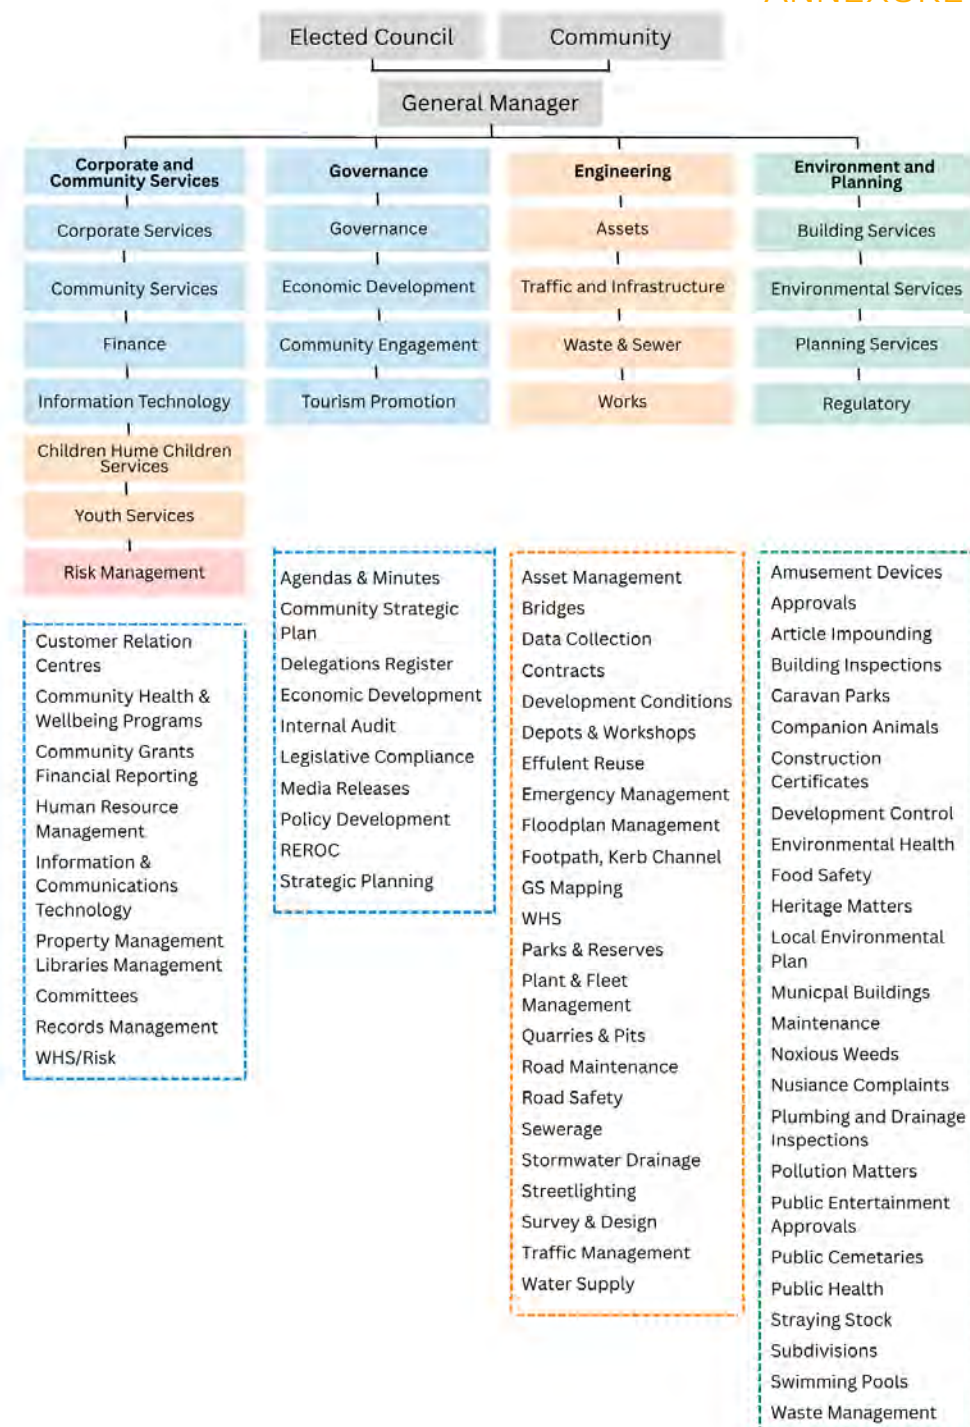 ANNEXURE
Elected Council
Community
General Manager
Corporate and
Community Services
Corporate Services
Community Services
Finance
Information Technology
Children Hume Children
Services
Youth Services
Risk Management
Governance
Governance
Economic Development
Community Engagement
Tourism Promotion
Engineering
Assets
Traffic and Infrastructure
Waste & Sewer
Works
Environment and
Planning
Building Services
Environmental Services
Planning Services
Regulatory
Customer Relation
Centres
Community Health &
Wellbeing Programs
Community Grants
Financial Reporting
Human Resource
Management
Information &
Communications
Technology
Property Management
Libraries Management
Committees
Records Management
WHS/Risk
Agendas & Minutes
Community Strategic
Plan
Delegations Register
Economic Development
Internal Audit
Legislative Compliance
Media Releases
Policy Development
REROC
Strategic Planning
Asset Management
Bridges
Data Collection
Contracts
Development Conditions
Depots & Workshops
Effulent Reuse
Emergency Management
Floodplan Management
Footpath, Kerb Channel
GS Mapping
WHS
Parks & Reserves
Plant & Fleet
Management
Quarries & Pits
Road Maintenance
Road Safety
Sewerage
Stormwater Drainage
Streetlighting
Survey & Design
Traffic Management
Water Supply
Amusement Devices
Approvals
Article Impounding
Building Inspections
Caravan Parks
Companion Animals
Construction
Certificates
Development Control
Environmental Health
Food Safety
Heritage Matters
Local Environmental
Plan
Municpal Buildings
Maintenance
Noxious Weeds
Nusiance Complaints
Plumbing and Drainage
Inspections
Pollution Matters
Public Entertainment
Approvals
Public Cemetaries
Public Health
Straying Stock
Subdivisions
Swimming Pools
Waste Management